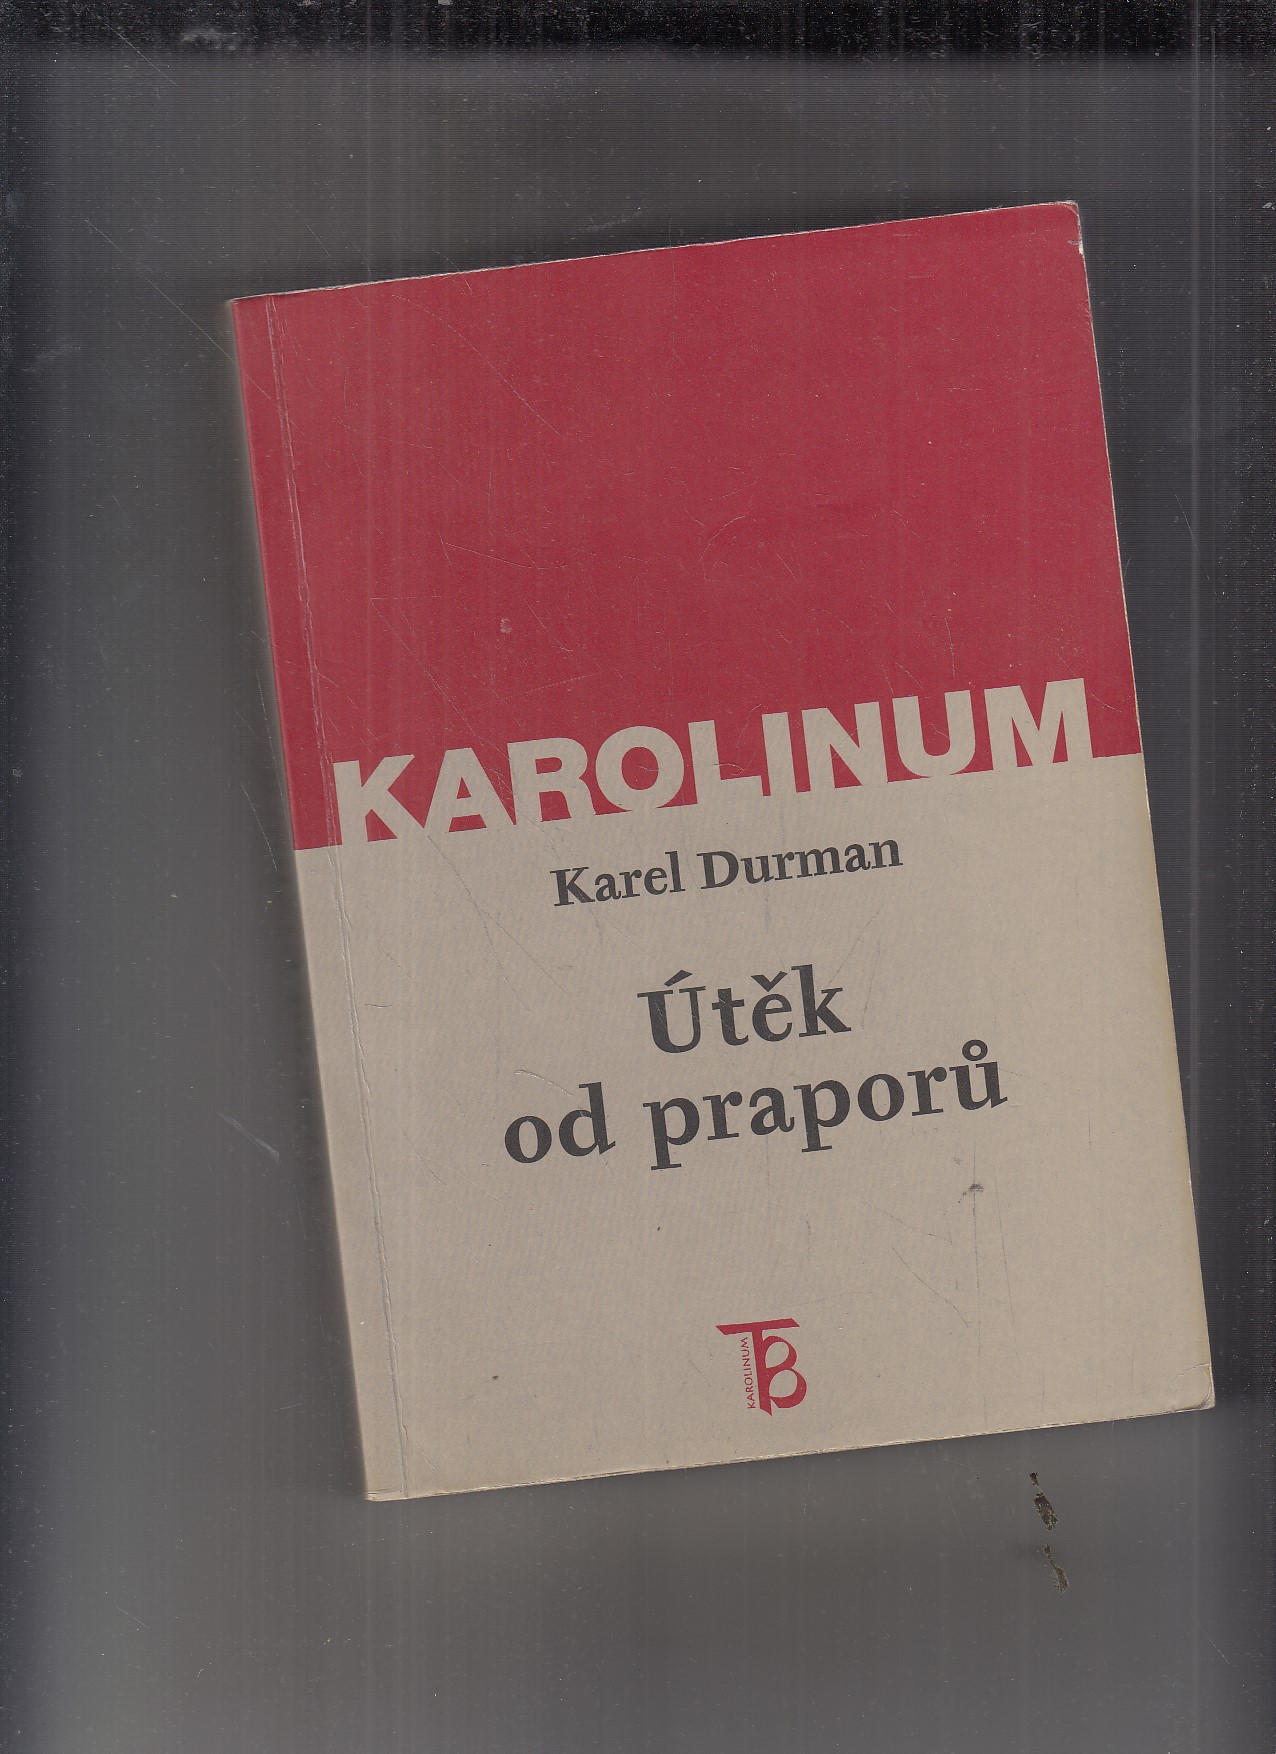 KAROLINUM
Karel Durman
Útěk
od praporů
KAROLINUM